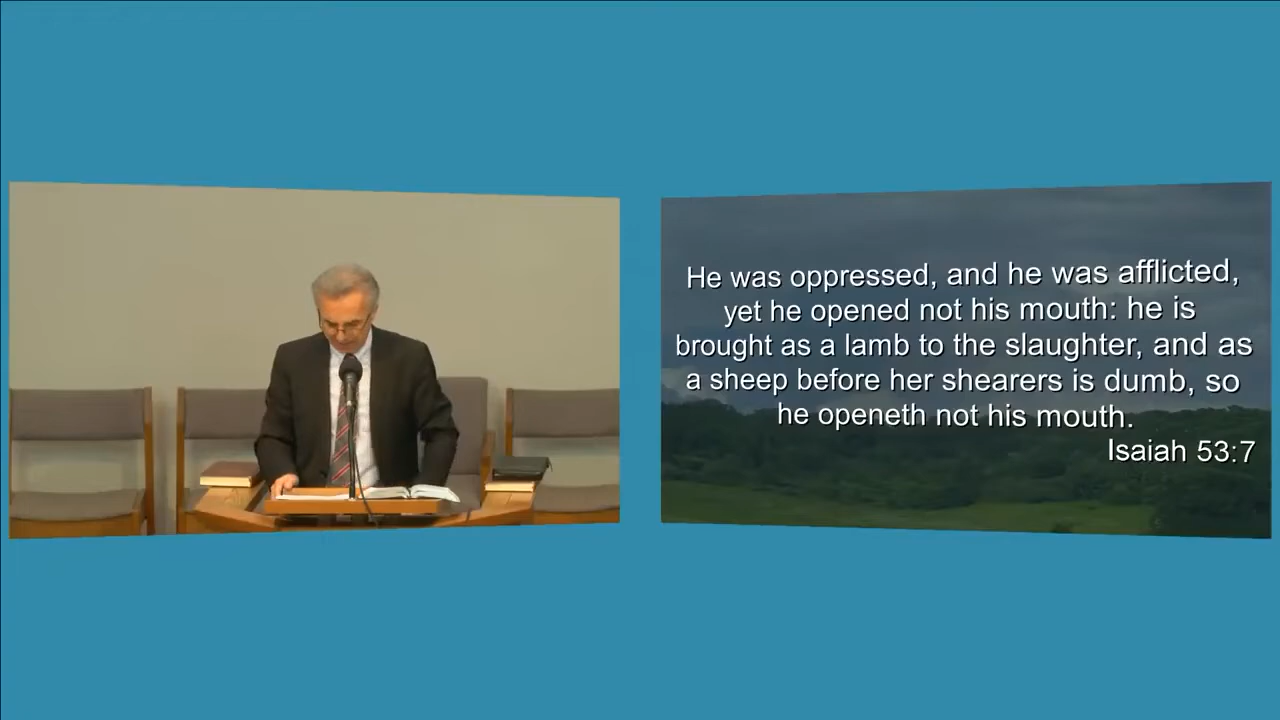 He was oppressed, and he was afflicted,
yet he opened not his mouth: he is
brought as a lamb to the slaughter, and as
a sheep before her shearers is dumb, so
he openeth not his mouth.
Isaiah 53:7